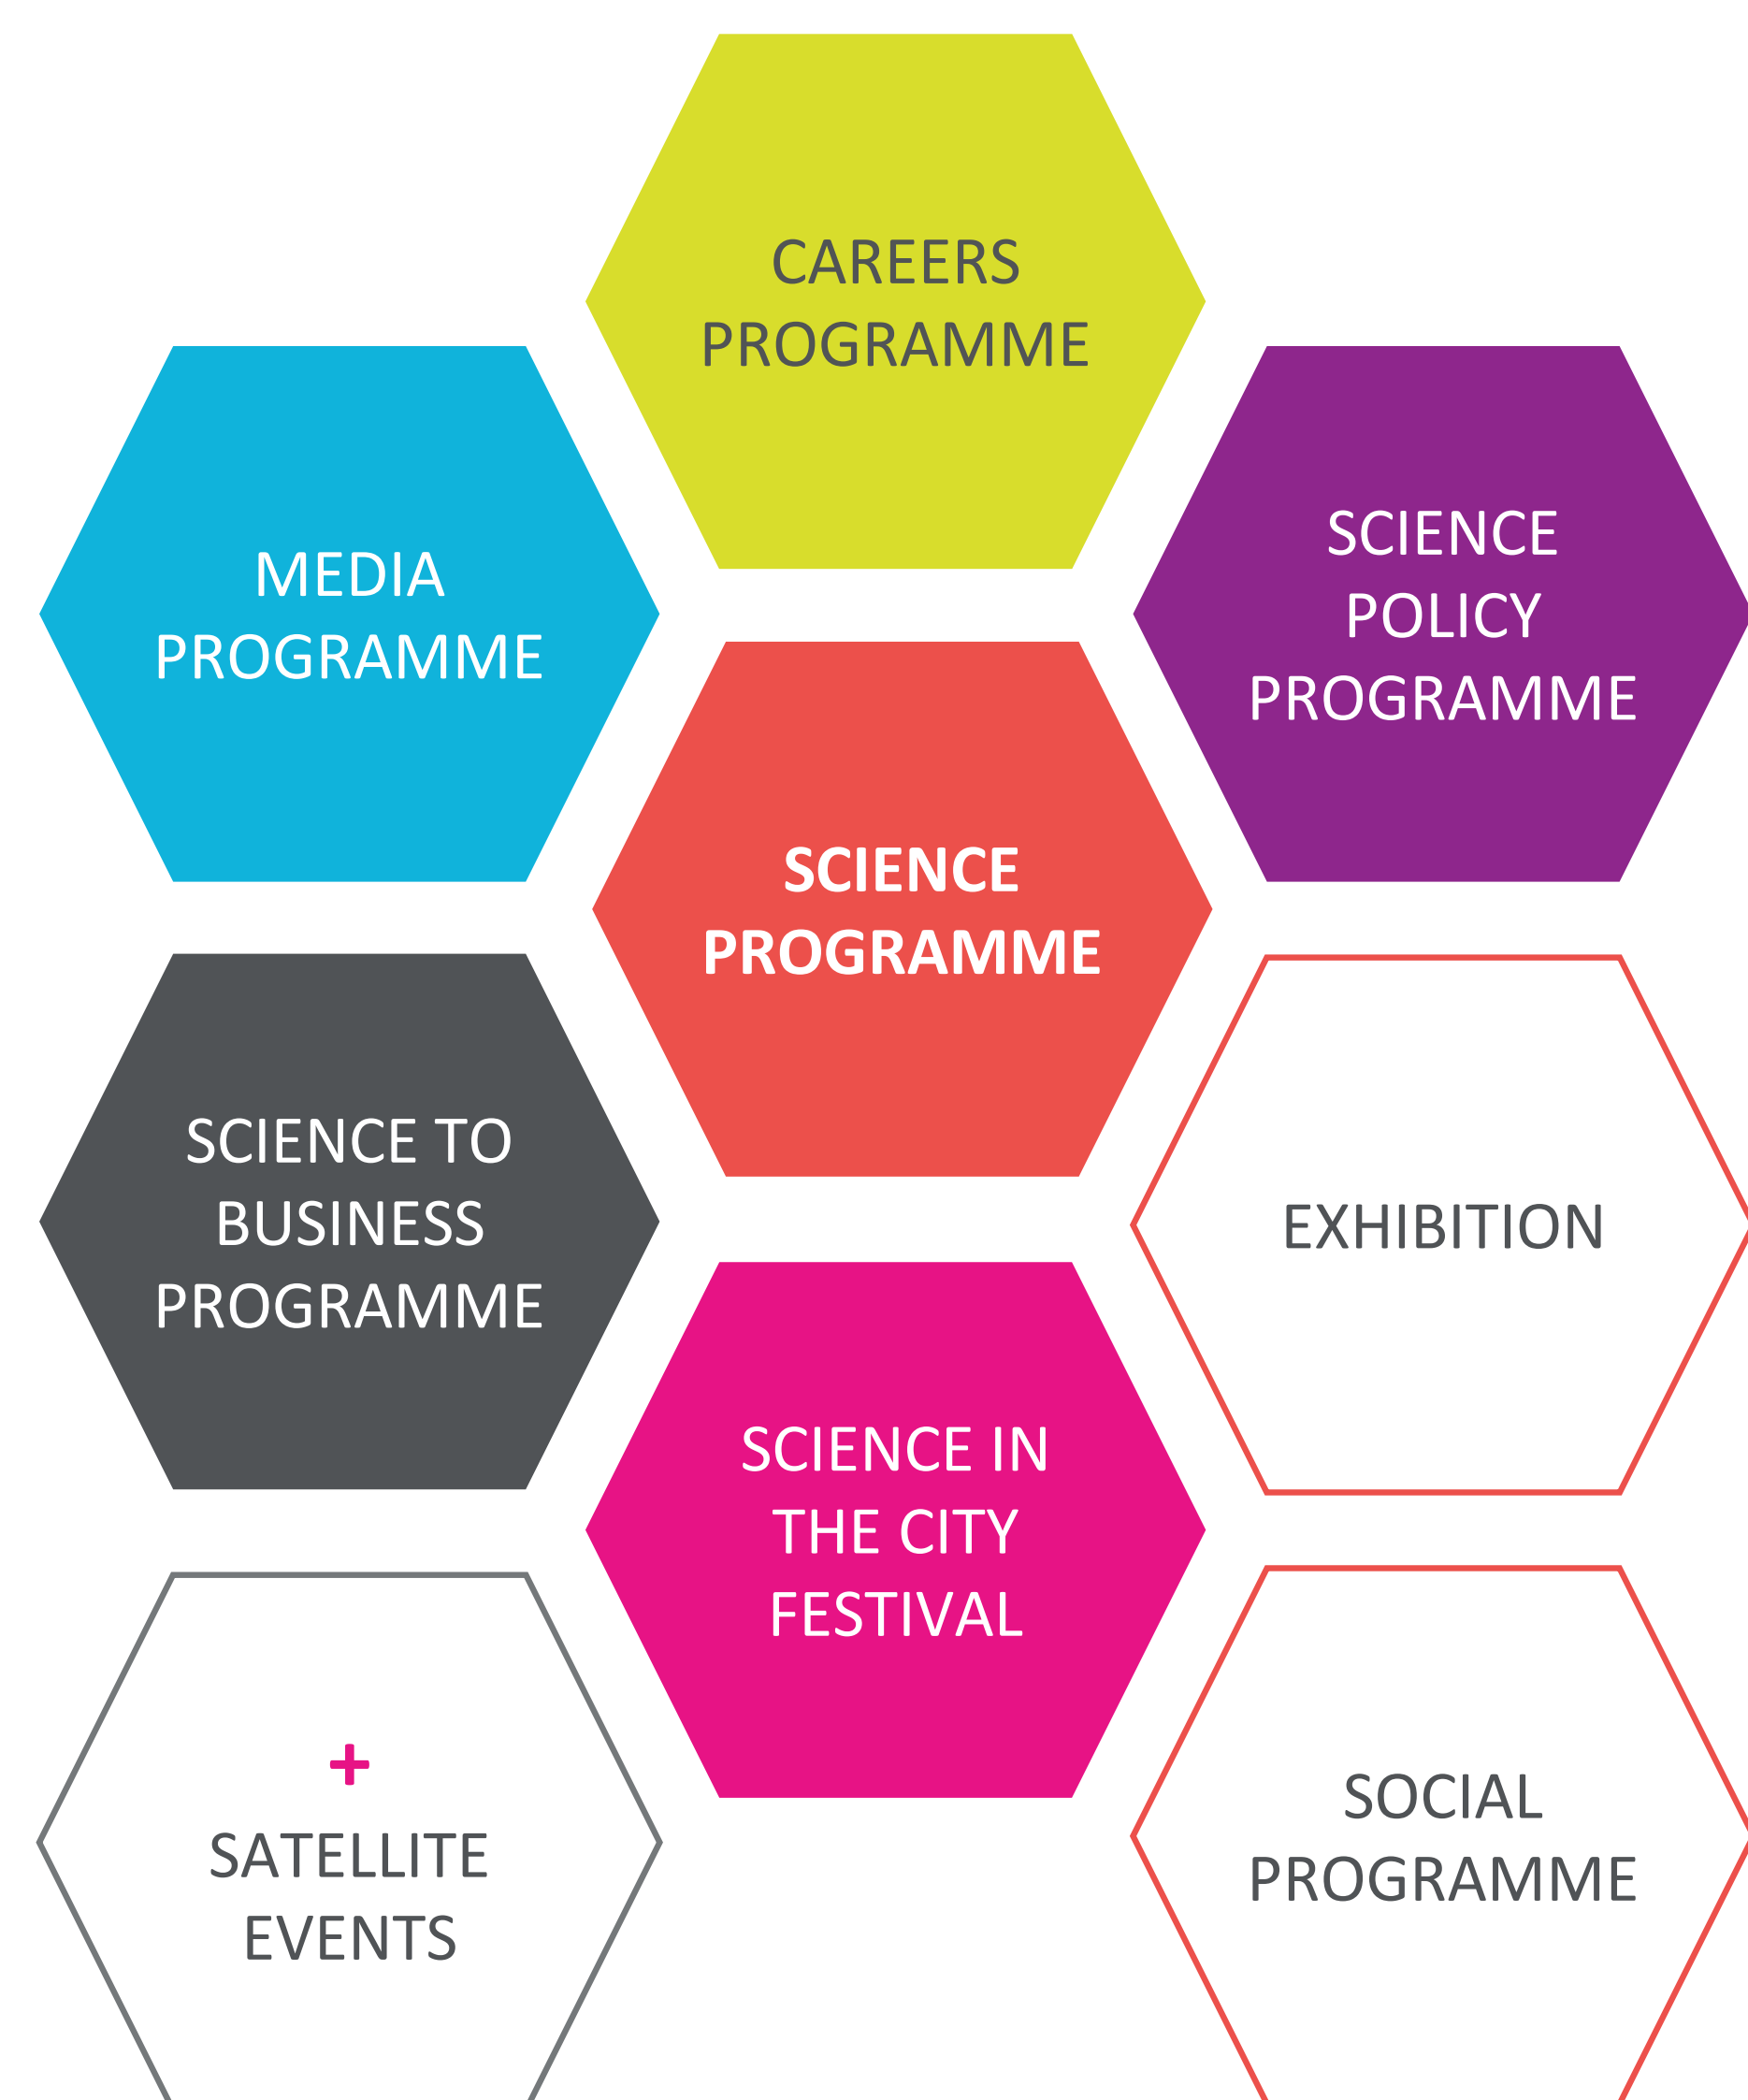 CAREERS
PROGRAMME
MEDIA
PROGRAMME
SCIENCE
POLICY
PROGRAMME
SCIENCE
PROGRAMME
SCIENCE TO
BUSINESS
PROGRAMME
EXHIBITION
SCIENCE IN
THE CITY
FESTIVAL
+
SATELLITE
EVENTS
SOCIAL
PROGRAMME